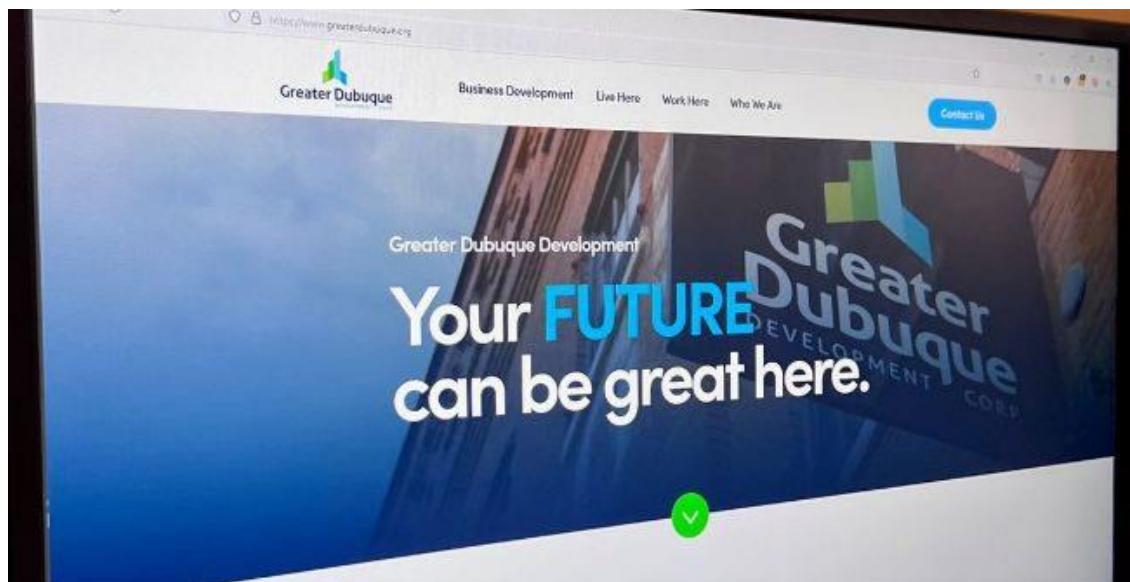 https://www.greaterdubuque.org
Greater Dubuque
Business Development
Live Here
Work Here
Who We Are
Contact Us
Greater Dubuque Development
Your FUTURE
can be great here.
Greater
Dubuque
DEVELOPMENT
CORP